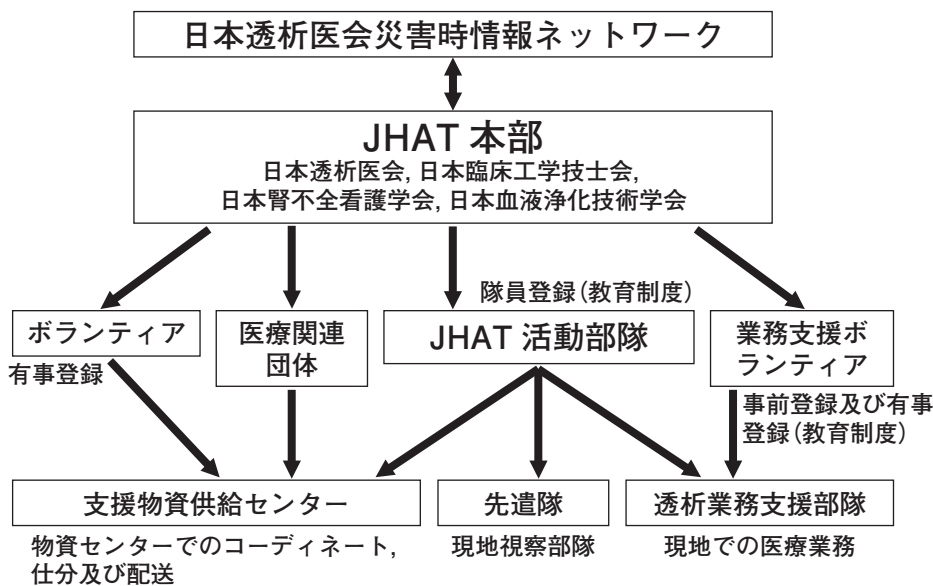 日本透析医会災害時情報ネットワーク
JHAT 本部
日本透析医会, 日本臨床工学技士会,
日本腎不全看護学会, 日本血液浄化技術学会
隊員登録(教育制度)
ボランティア
有事登録
医療関連
団体
JHAT 活動部隊
業務支援ボ
ランティア
事前登録及び有事
登録(教育制度)
支援物資供給センター
物資センターでのコーディネート,
仕分及び配送
先遣隊
現地視察部隊
透析業務支援部隊
現地での医療業務